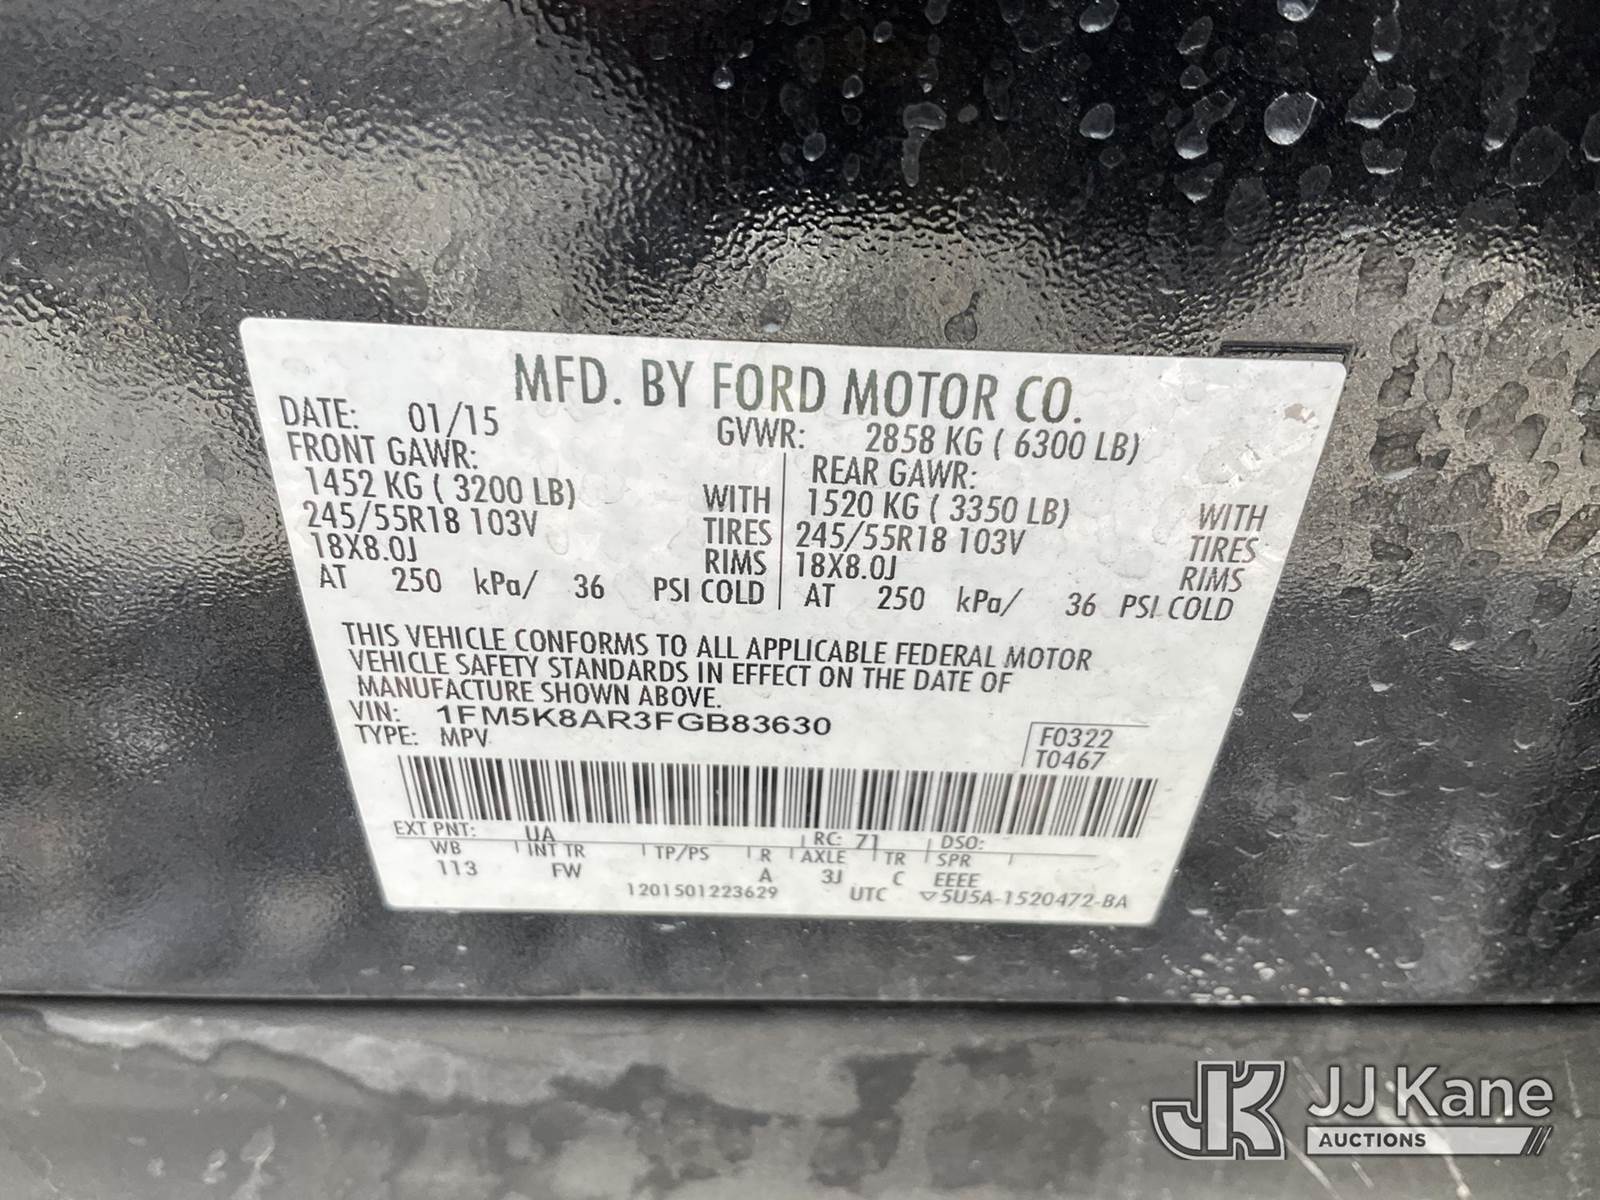 MFD. BY FORD MOTOR CO.
DATE: 01/15 GVWR: 2858 KG ( 6300 LB)
FRONT GAWR: REAR GAWR:
1452 KG ( 3200 LB) WITH 1520 KG ( 3350 LB) WITH
245/55R18 103V TIRES 245/55R18 103V TIRES
18X8.0J RIMS 18X8.0J RIMS
AT 250 kPa/ 36 PSI COLD AT 250 kPa/ 36 PSI COLD
THIS VEHICLE CONFORMS TO ALL APPLICABLE FEDERAL MOTOR
VEHICLE SAFETY STANDARDS IN EFFECT ON THE DATE OF
MANUFACTURE SHOWN ABOVE.
VIN: 1FM5K8AR3FGB83630
TYPE: MPV
F0322
T0467
EXT PNT: UA RC: 71 DSO:
WB INT TR TP/PS R AXLE TR SPR
113 FW A 3J C EEEE
1201501223629 UTC ▽5U5A-1520472-BA
JK JJ Kane
AUCTIONS